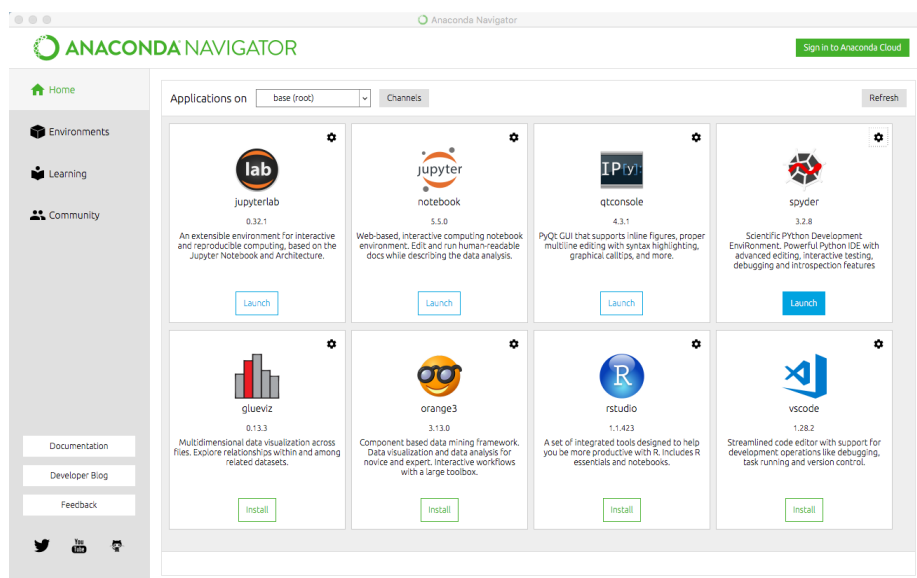 Anaconda Navigator
ANACONDA NAVIGATOR
Sign in to Anaconda Cloud
Home
Environments
Learning
Community
Documentation
Developer Blog
Feedback
You
Tube
Applications on
base (root)
Channels
Refresh
lab
jupyterlab
0.32.1
An extensible environment for interactive
and reproducible computing, based on the
Jupyter Notebook and Architecture.
Launch
jupyter
notebook
5.5.0
Web-based, interactive computing notebook
environment. Edit and run human-readable
docs while describing the data analysis.
Launch
IP[y]:
qtconsole
4.3.1
PyQt GUI that supports inline figures, proper
multiline editing with syntax highlighting,
graphical calltips, and more.
Launch
spyder
3.2.8
Scientific PYthon Development
EnviRonment. Powerful Python IDE with
advanced editing, interactive testing,
debugging and introspection features
Launch
glueviz
0.13.3
Multidimensional data visualization across
files. Explore relationships within and among
related datasets.
Install
orange3
3.13.0
Component based data mining framework.
Data visualization and data analysis for
novice and expert. Interactive workflows
with a large toolbox.
Install
R
rstudio
1.1.423
A set of integrated tools designed to help
you be more productive with R. Includes R
essentials and notebooks.
Install
vscode
1.28.2
Streamlined code editor with support for
development operations like debugging,
task running and version control.
Install